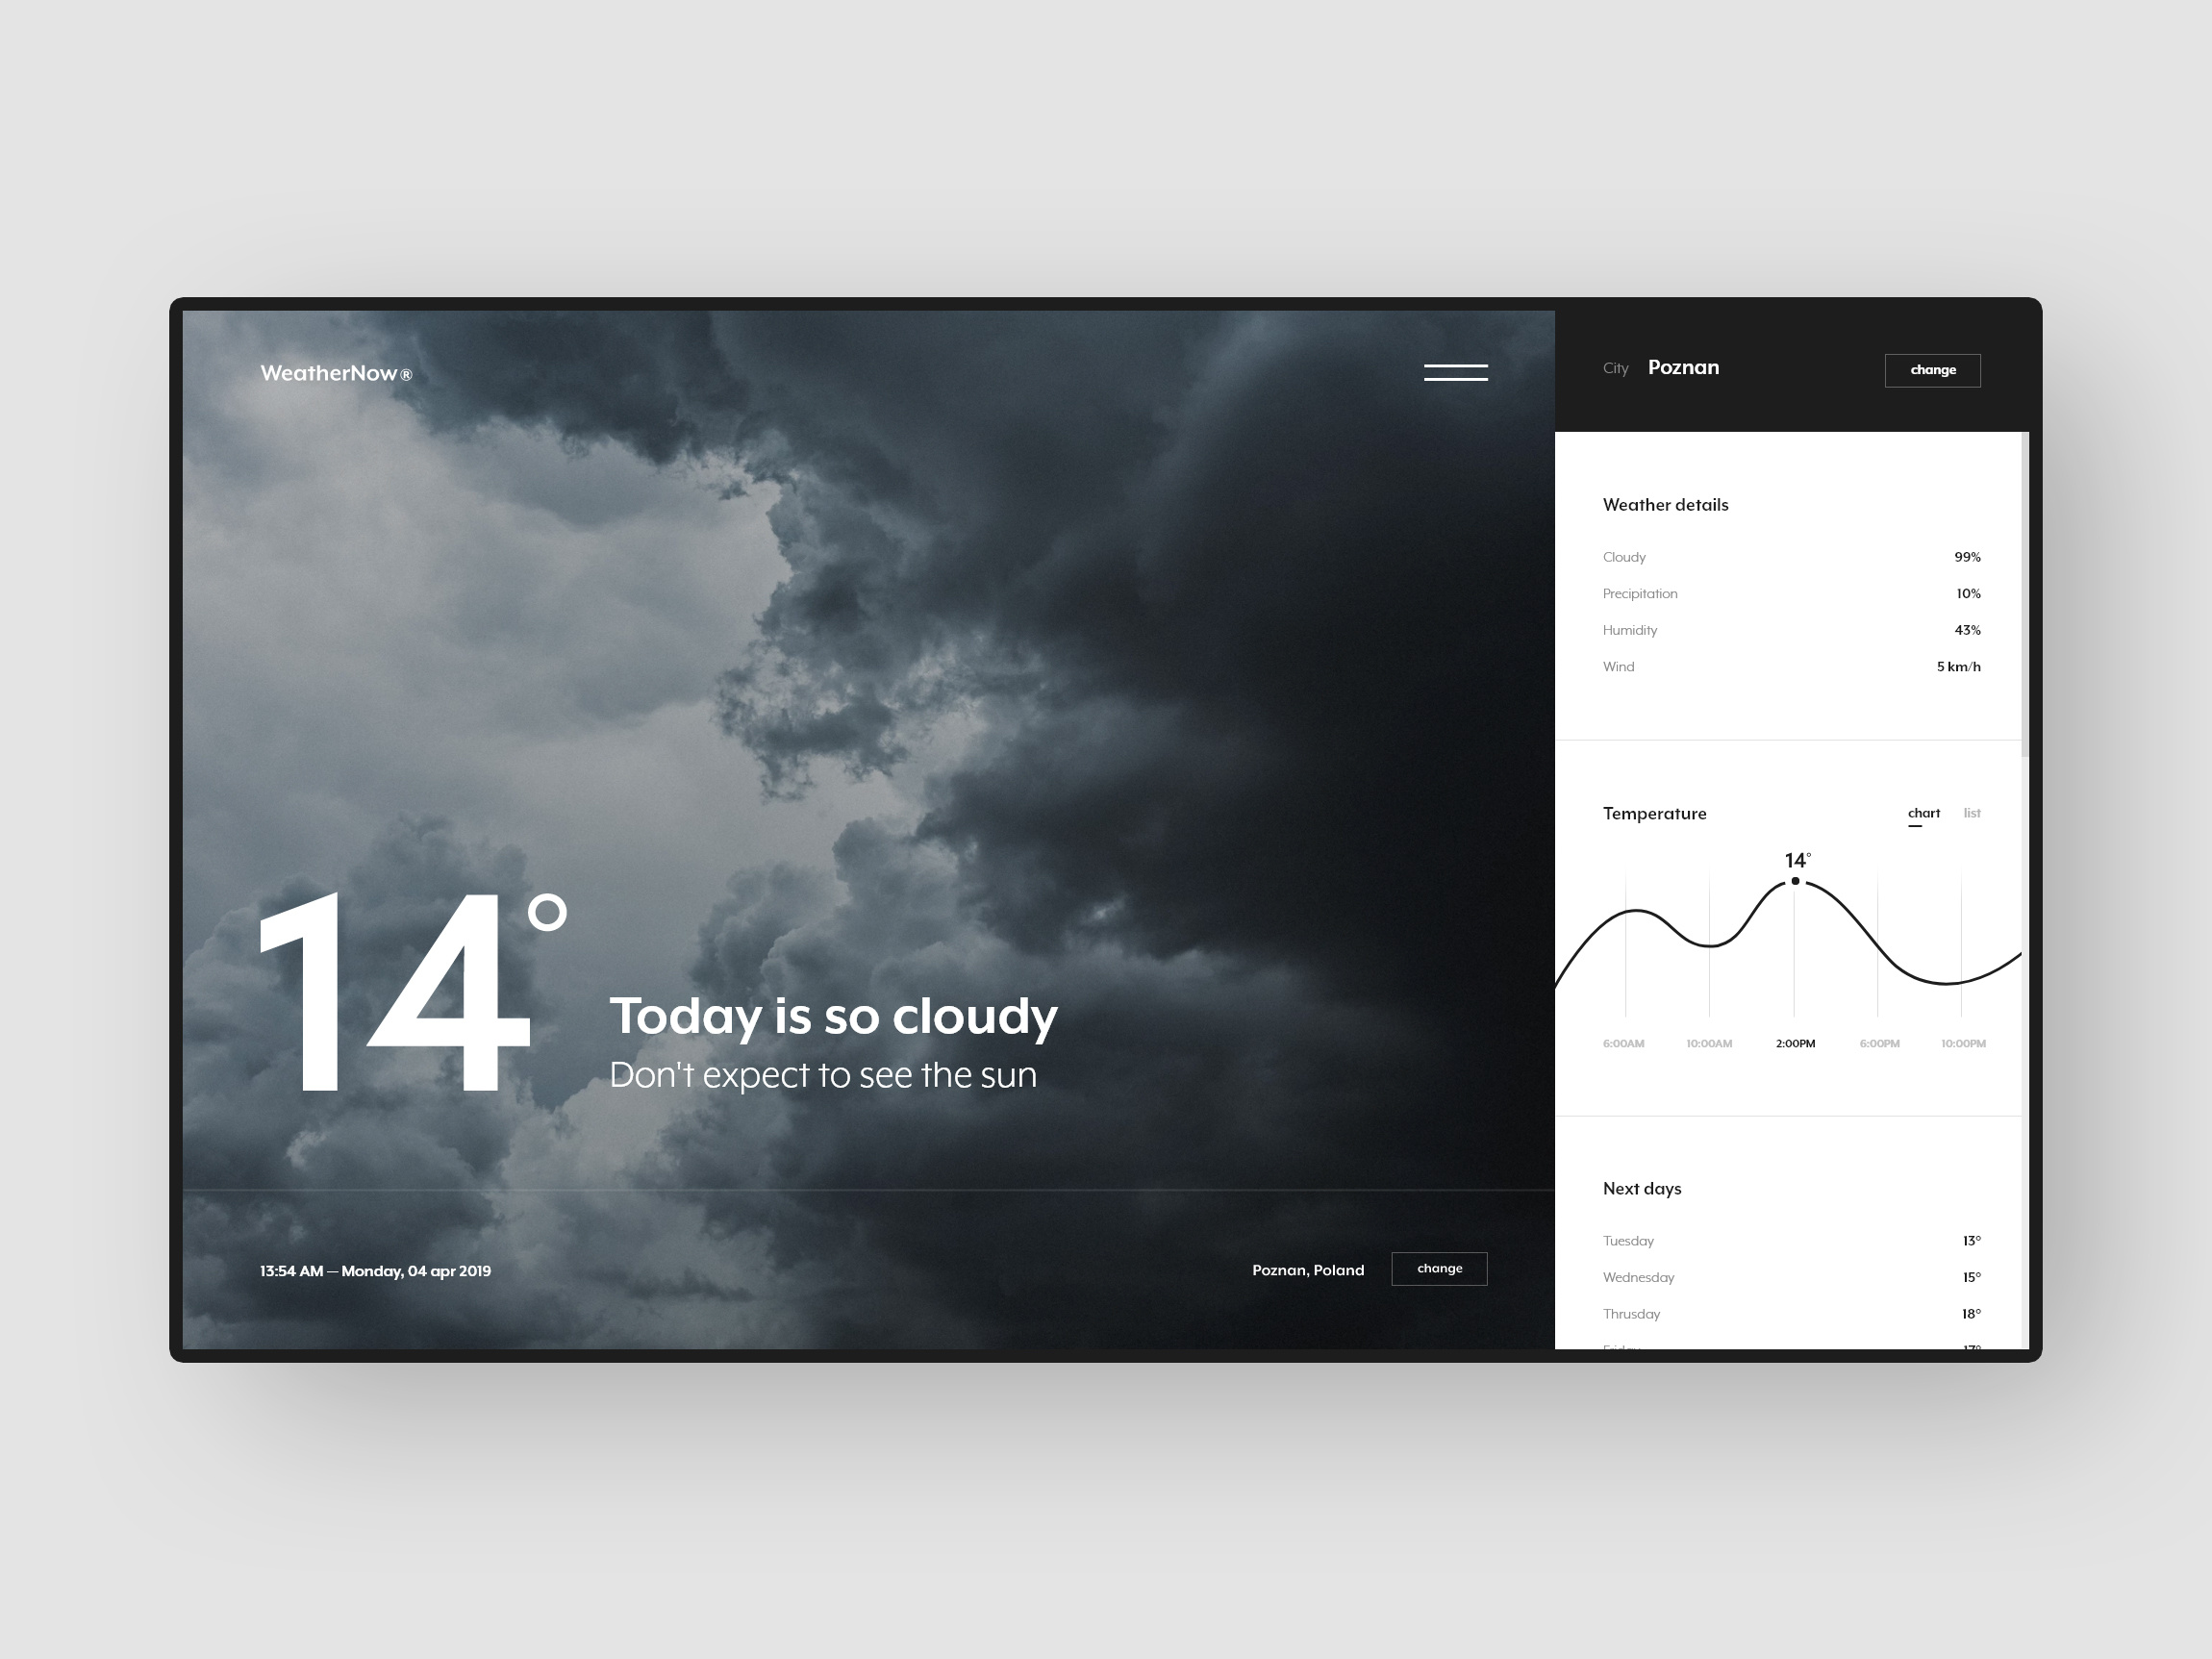 WeatherNow®
14°
Today is so cloudy
Don't expect to see the sun
13:54 AM — Monday, 04 apr 2019
Poznan, Poland change
City Poznan change
Weather details
Cloudy 99%
Precipitation 10%
Humidity 43%
Wind 5 km/h
Temperature chart list
14°
6:00AM 10:00AM 2:00PM 6:00PM 10:00PM
Next days
Tuesday 13°
Wednesday 15°
Thrusday 18°